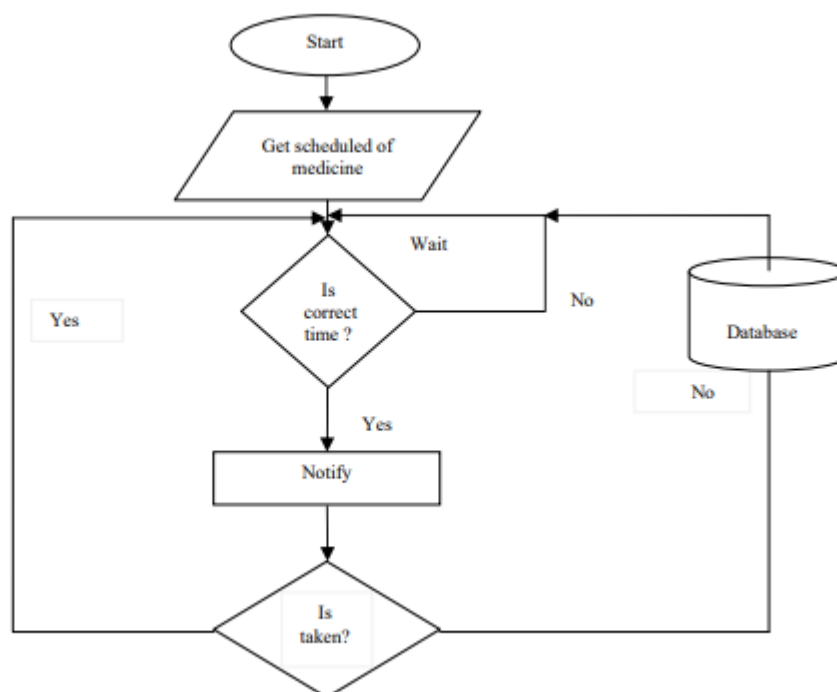 Start
Get scheduled of
medicine
Wait
Is
correct
time ?
No
Yes
Database
No
Yes
Notify
Is
taken?